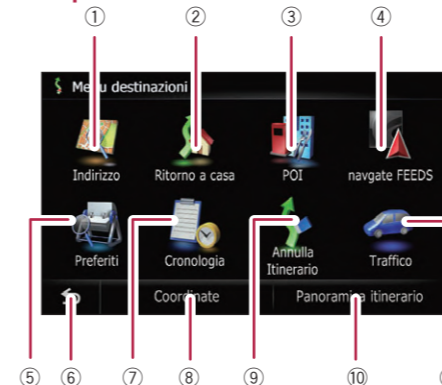 ① ② ③ ④
Menu destinazioni
Indirizzo Ritorno a casa POI navgate FEEDS
Preferiti Cronologia Annulla Itinerario Traffico
Coordinate Panoramica itinerario
⑤ ⑥ ⑦ ⑧ ⑨ ⑩